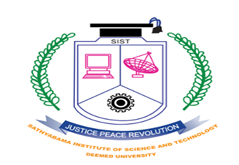 SIST
JUSTICE PEACE REVOLUTION
SATHYABAMA INSTITUTE OF SCIENCE AND TECHNOLOGY
DEEMED UNIVERSITY